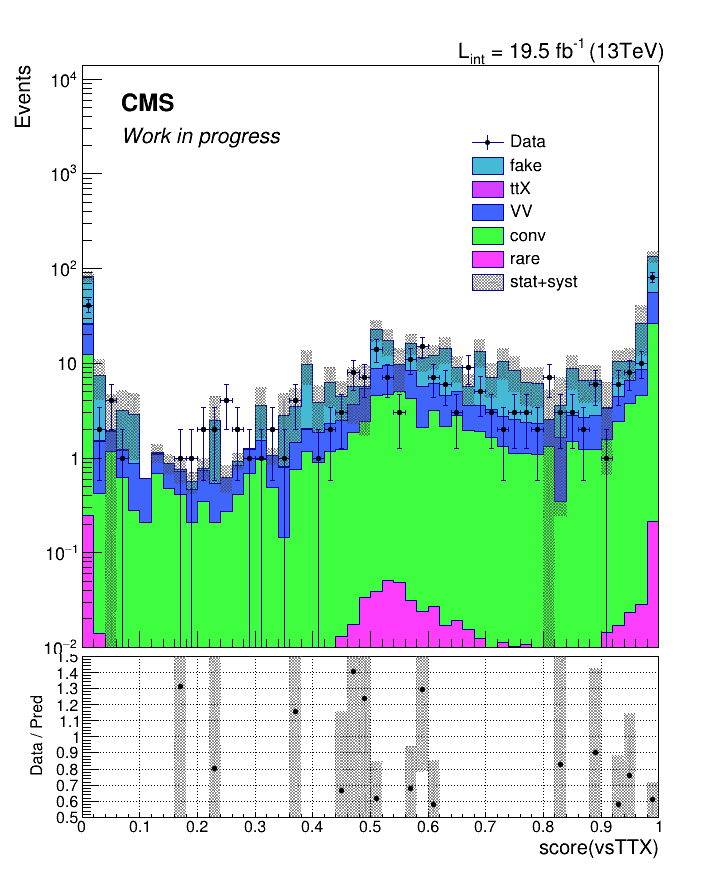 L_int = 19.5 fb^-1 (13TeV)
Events
CMS
Work in progress
Data
fake
ttX
VV
conv
rare
stat+syst
10^4
10^3
10^2
10
1
10^-1
10^-2
Data / Pred
1.5
1.4
1.3
1.2
1.1
1
0.9
0.8
0.7
0.6
0.5
0 0.1 0.2 0.3 0.4 0.5 0.6 0.7 0.8 0.9 1
score(vsTTX)